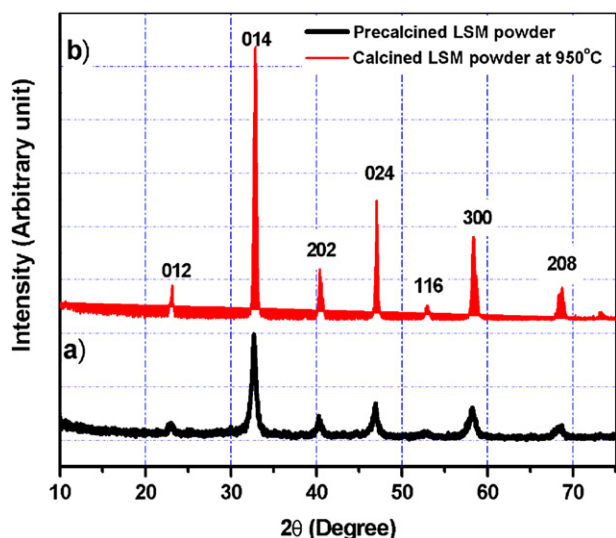 b)
014
Precalcined LSM powder
Calcined LSM powder at 950°C
024
300
202
012
116
208
a)
Intensity (Arbitrary unit)
10 20 30 40 50 60 70
2θ (Degree)